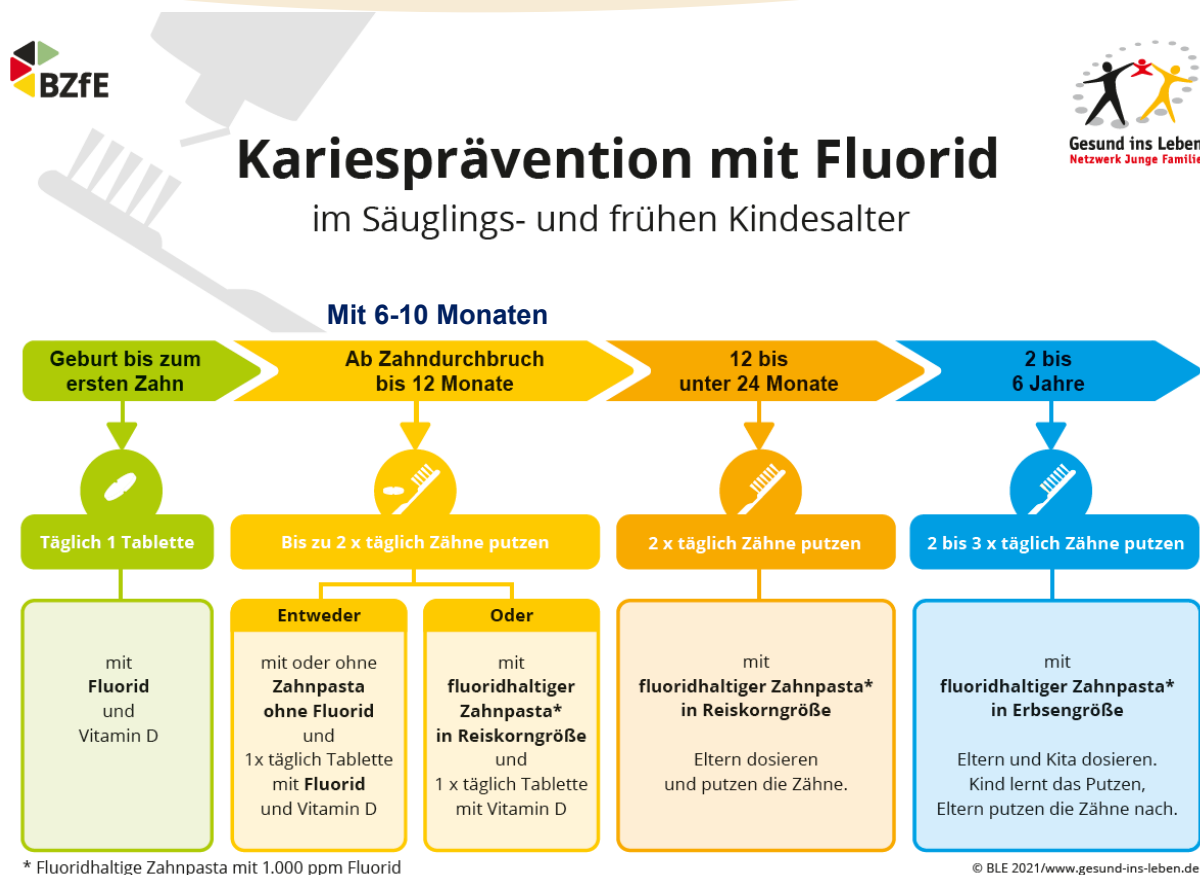 BZfE
Gesund ins Leben
Netzwerk Junge Familie
Kariesprävention mit Fluorid
im Säuglings- und frühen Kindesalter
Mit 6-10 Monaten
Geburt bis zum
ersten Zahn
Ab Zahndurchbruch
bis 12 Monate
12 bis
unter 24 Monate
2 bis
6 Jahre
Täglich 1 Tablette
Bis zu 2 x täglich Zähne putzen
2 x täglich Zähne putzen
2 bis 3 x täglich Zähne putzen
mit
Fluorid
und
Vitamin D
Entweder
mit oder ohne
Zahnpasta
ohne Fluorid
und
1x täglich Tablette
mit Fluorid
und Vitamin D
Oder
mit
fluoridhaltiger
Zahnpasta*
in Reiskorngröße
und
1 x täglich Tablette
mit Vitamin D
mit
fluoridhaltiger Zahnpasta*
in Reiskorngröße
Eltern dosieren
und putzen die Zähne.
mit
fluoridhaltiger Zahnpasta*
in Erbsengröße
Eltern und Kita dosieren.
Kind lernt das Putzen,
Eltern putzen die Zähne nach.
* Fluoridhaltige Zahnpasta mit 1.000 ppm Fluorid
© BLE 2021/www.gesund-ins-leben.de